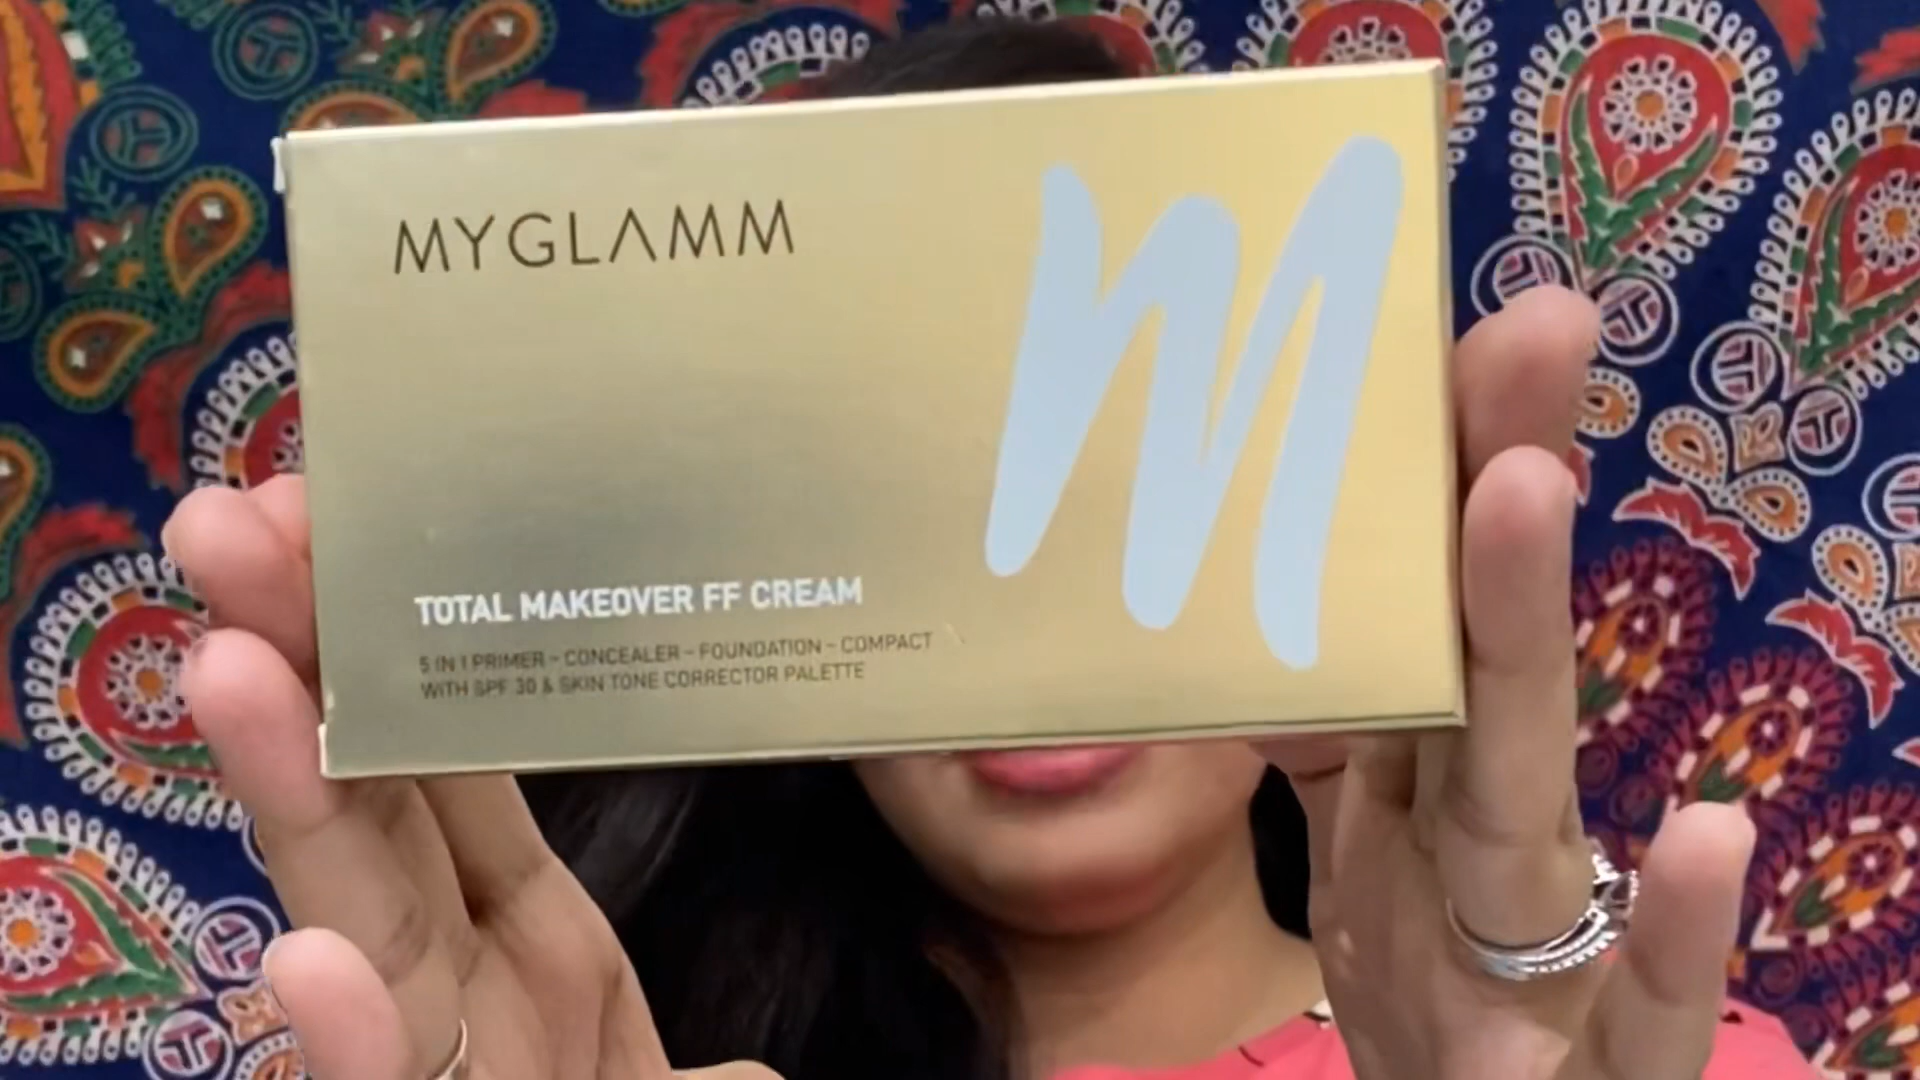 MYGLAMM
TOTAL MAKEOVER FF CREAM
5 IN 1 PRIMER - CONCEALER - FOUNDATION - COMPACT
WITH SPF 30 & SKIN TONE CORRECTOR PALETTE